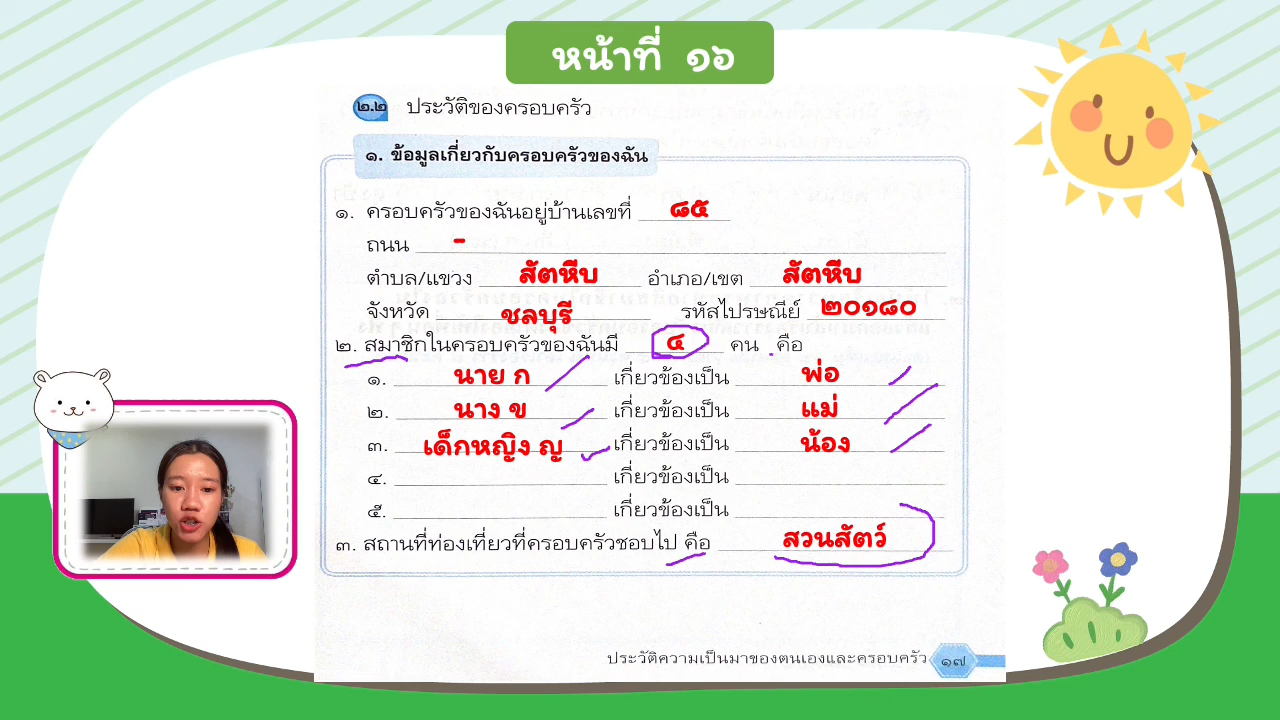 หน้าที่ ๑๖
๒.๒ ประวัติของครอบครัว
๑. ข้อมูลเกี่ยวกับครอบครัวของฉัน
๑. ครอบครัวของฉันอยู่บ้านเลขที่ ๘๕
ถนน -
ตำบล/แขวง สัตหีบ อำเภอ/เขต สัตหีบ
จังหวัด ชลบุรี รหัสไปรษณีย์ ๒๐๑๘๐
๒. สมาชิกในครอบครัวของฉันมี ๔ คน คือ
๑. นาย ก เกี่ยวข้องเป็น พ่อ
๒. นาง ข เกี่ยวข้องเป็น แม่
๓. เด็กหญิง ญ เกี่ยวข้องเป็น น้อง
๔. เกี่ยวข้องเป็น
๕. เกี่ยวข้องเป็น
๓. สถานที่ท่องเที่ยวที่ครอบครัวชอบไป คือ สวนสัตว์
ประวัติความเป็นมาของตนเองและครอบครัว ๑๗